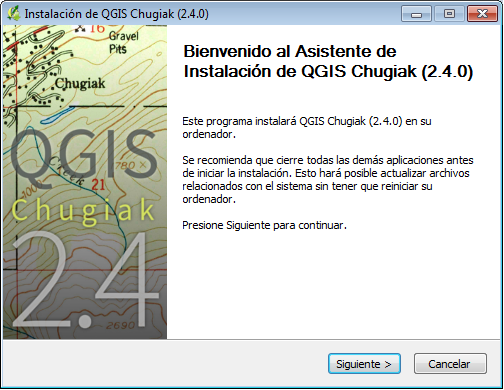 Instalación de QGIS Chugiak (2.4.0)
16
Gravel
Pits
Chugiak
QGIS
780
Creek
1000
21
Chugiak
2.4
2690
Bienvenido al Asistente de
Instalación de QGIS Chugiak (2.4.0)
Este programa instalará QGIS Chugiak (2.4.0) en su
ordenador.
Se recomienda que cierre todas las demás aplicaciones antes
de iniciar la instalación. Esto hará posible actualizar archivos
relacionados con el sistema sin tener que reiniciar su
ordenador.
Presione Siguiente para continuar.
Siguiente >
Cancelar